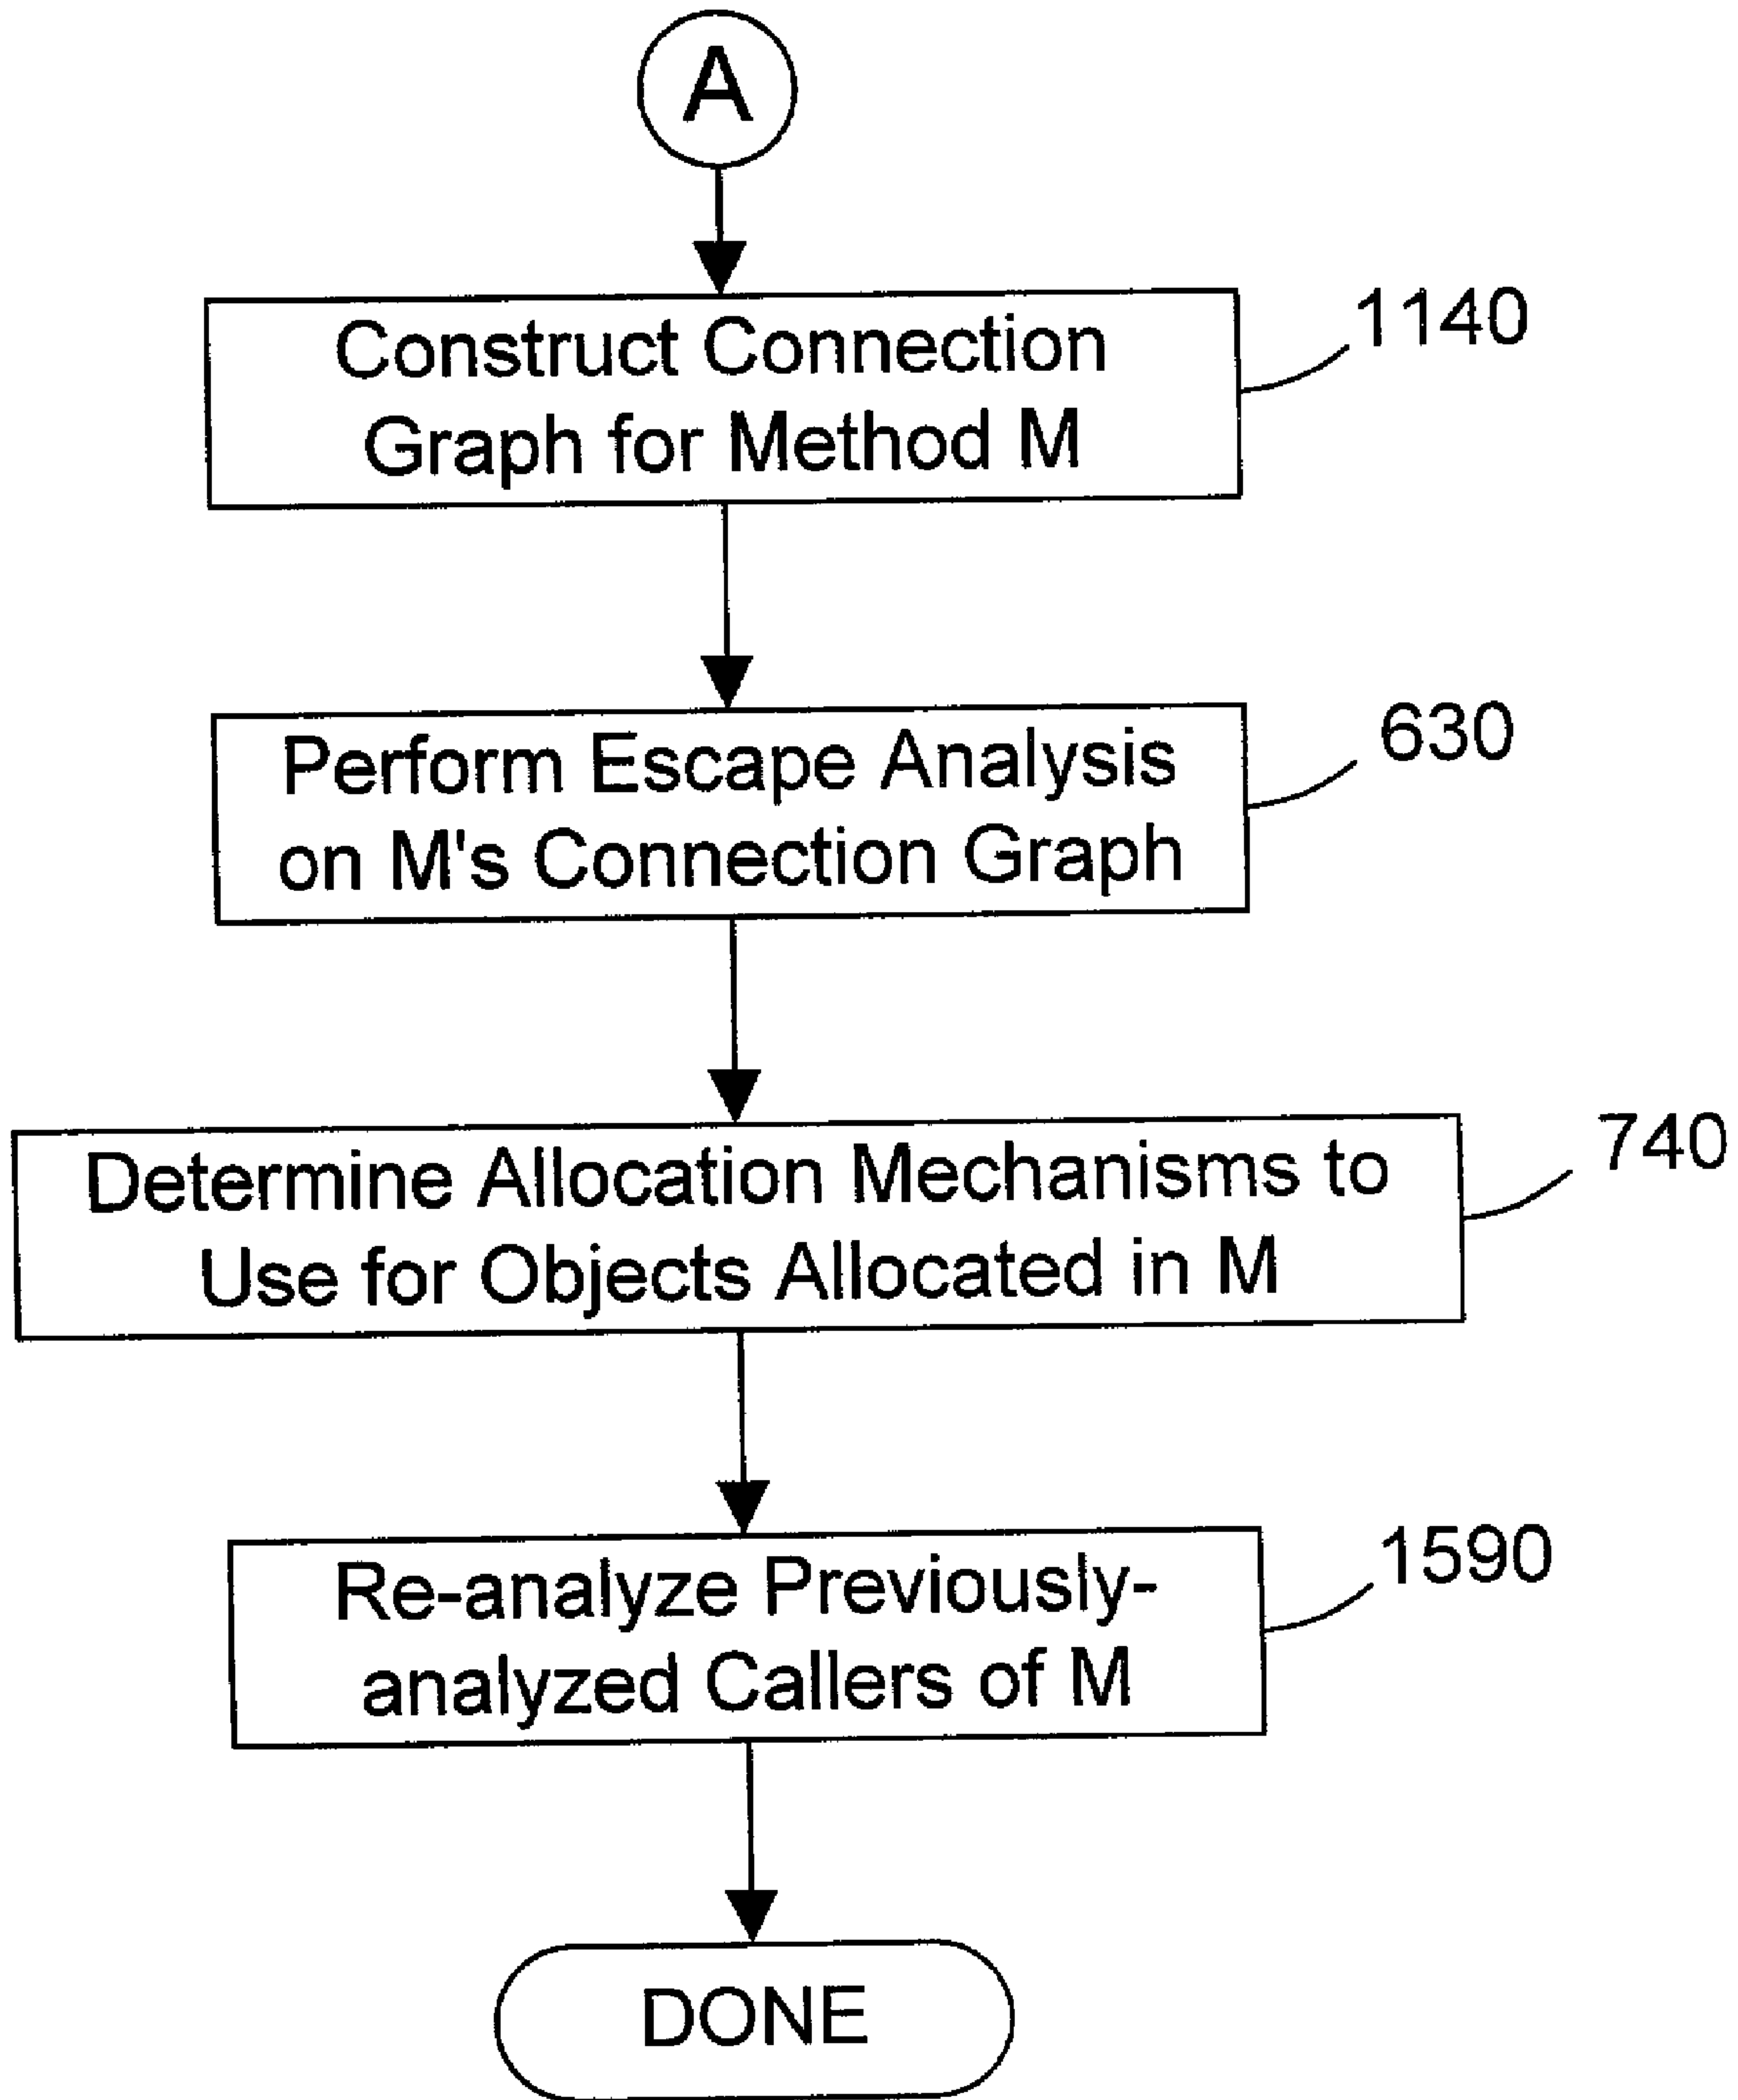 A
Construct Connection
Graph for Method M
1140
Perform Escape Analysis
on M's Connection Graph
630
Determine Allocation Mechanisms to
Use for Objects Allocated in M
740
Re-analyze Previously-
analyzed Callers of M
1590
DONE